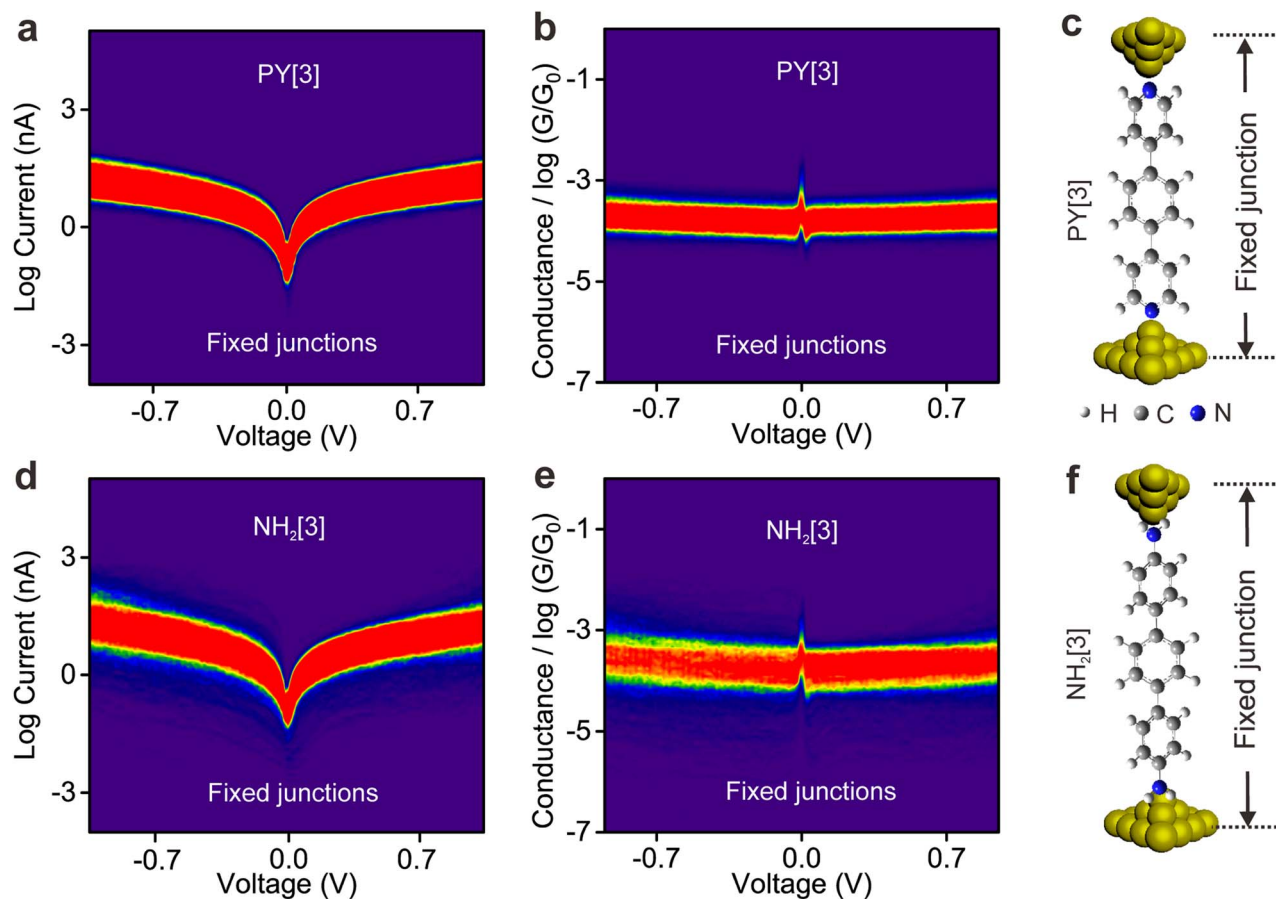 a
PY[3]
Fixed junctions
Log Current (nA)
3
0
-3
-0.7
0.0
0.7
Voltage (V)
b
PY[3]
Fixed junctions
Conductance / log (G/G₀)
-1
-3
-5
-7
-0.7
0.0
0.7
Voltage (V)
c
PY[3]
Fixed junction
H C N
d
NH₂[3]
Fixed junctions
Log Current (nA)
3
0
-3
-0.7
0.0
0.7
Voltage (V)
e
NH₂[3]
Fixed junctions
Conductance / log (G/G₀)
-1
-3
-5
-7
-0.7
0.0
0.7
Voltage (V)
f
NH₂[3]
Fixed junction